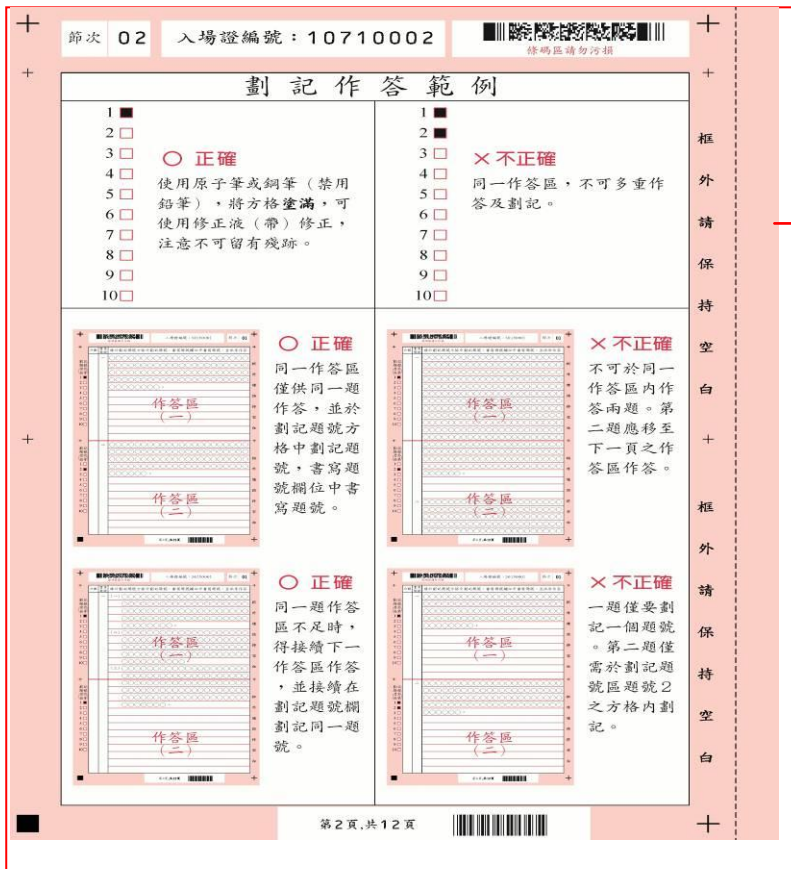 節次 02 入場證編號：10710002
條碼區請勿污損
劃記作答範例
1
2
3
4
5
6
7
8
9
10
○ 正確
使用原子筆或鋼筆（禁用
鉛筆），將方格塗滿，可
使用修正液（帶）修正，
注意不可留有殘跡。
1
2
3
4
5
6
7
8
9
10
× 不正確
同一作答區，不可多重作
答及劃記。
作答區
（一）
作答區
（二）
○ 正確
同一作答區
僅供同一題
作答，並於
劃記題號方
格中劃記題
號，書寫題
號欄位中書
寫題號。
作答區
（一）
作答區
（二）
× 不正確
不可於同一
作答區內作
答兩題。第
二題應移至
下一頁之作
答區作答。
作答區
（一）
作答區
（二）
○ 正確
同一題作答
區不足時，
得接續下一
作答區作答
，並接續在
劃記題號欄
劃記同一題
號。
作答區
（一）
作答區
（二）
× 不正確
一題僅要劃
記一個題號
。第二題僅
需於劃記題
號區題號2
之方格內劃
記。
框外請保持空白
框外請保持空白
第2頁,共12頁